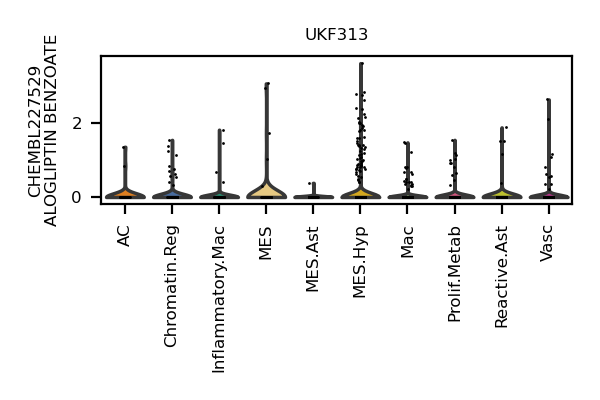 UKF313
CHEMBL227529
ALOGLIPTIN BENZOATE
2
0
AC
Chromatin.Reg
Inflammatory.Mac
MES
MES.Ast
MES.Hyp
Mac
Prolif.Metab
Reactive.Ast
Vasc